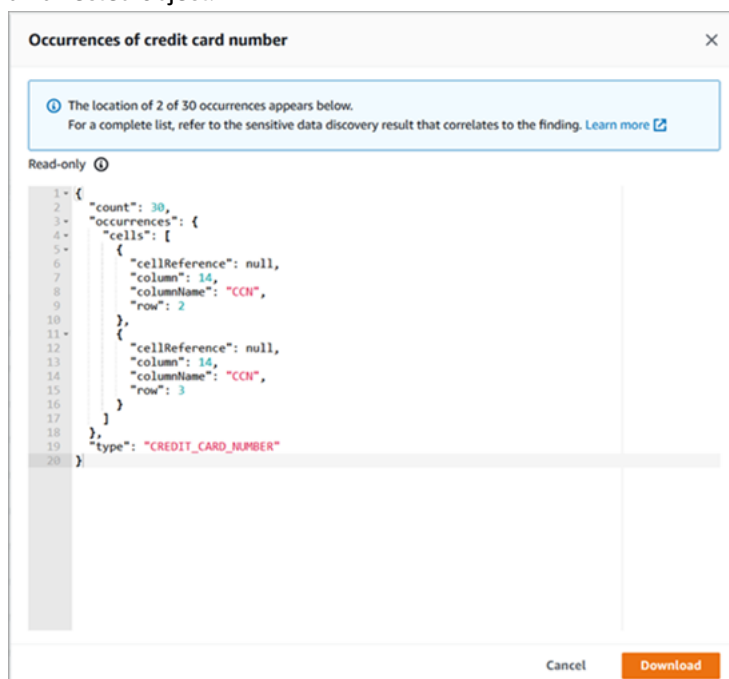 Occurrences of credit card number
The location of 2 of 30 occurrences appears below.
For a complete list, refer to the sensitive data discovery result that correlates to the finding. Learn more
Read-only
1 {
2 "count": 30,
3 "occurrences": {
4 "cells": [
5 {
6 "cellReference": null,
7 "column": 14,
8 "columnName": "CCN",
9 "row": 2
10 },
11 {
12 "cellReference": null,
13 "column": 14,
14 "columnName": "CCN",
15 "row": 3
16 }
17 ]
18 },
19 "type": "CREDIT_CARD_NUMBER"
20 }
Cancel Download